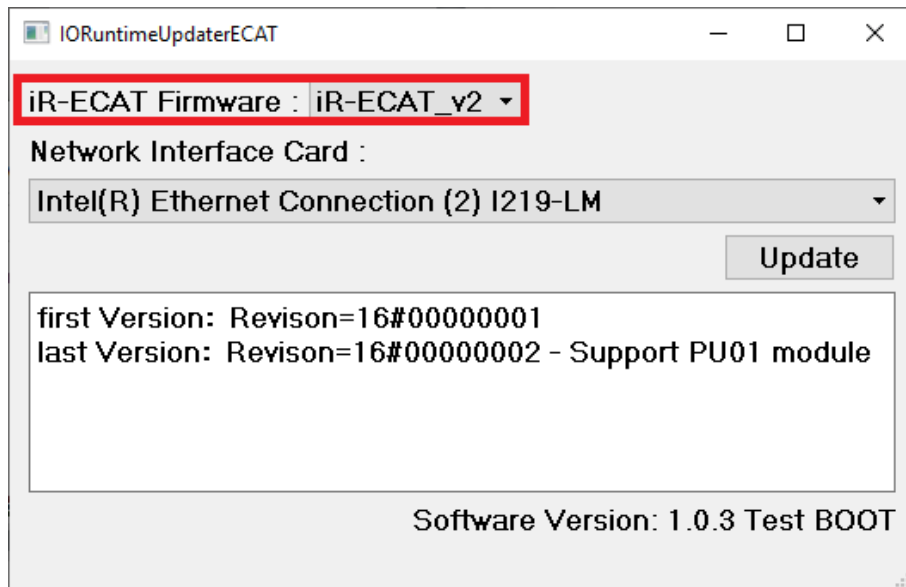 IORuntimeUpdaterECAT
iR-ECAT Firmware : iR-ECAT_v2
Network Interface Card :
Intel(R) Ethernet Connection (2) I219-LM
Update
first Version: Revison=16#00000001
last Version: Revison=16#00000002 - Support PU01 module
Software Version: 1.0.3 Test BOOT